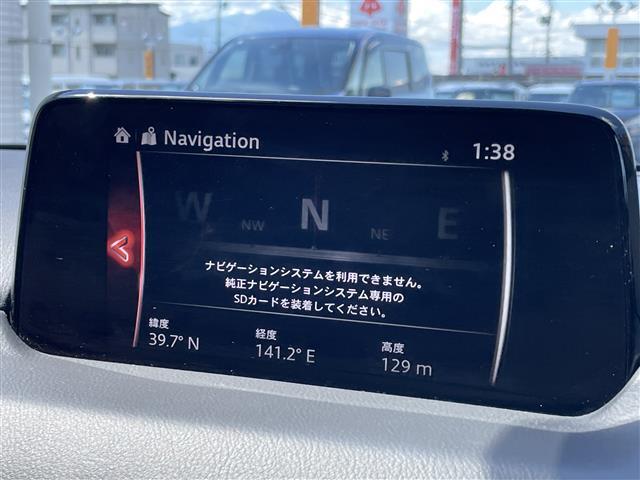 Navigation
1:38
W NW N NE E
ナビゲーションシステムを利用できません。
純正ナビゲーションシステム専用の
SDカードを装着してください。
緯度 経度 高度
39.7° N 141.2° E 129 m